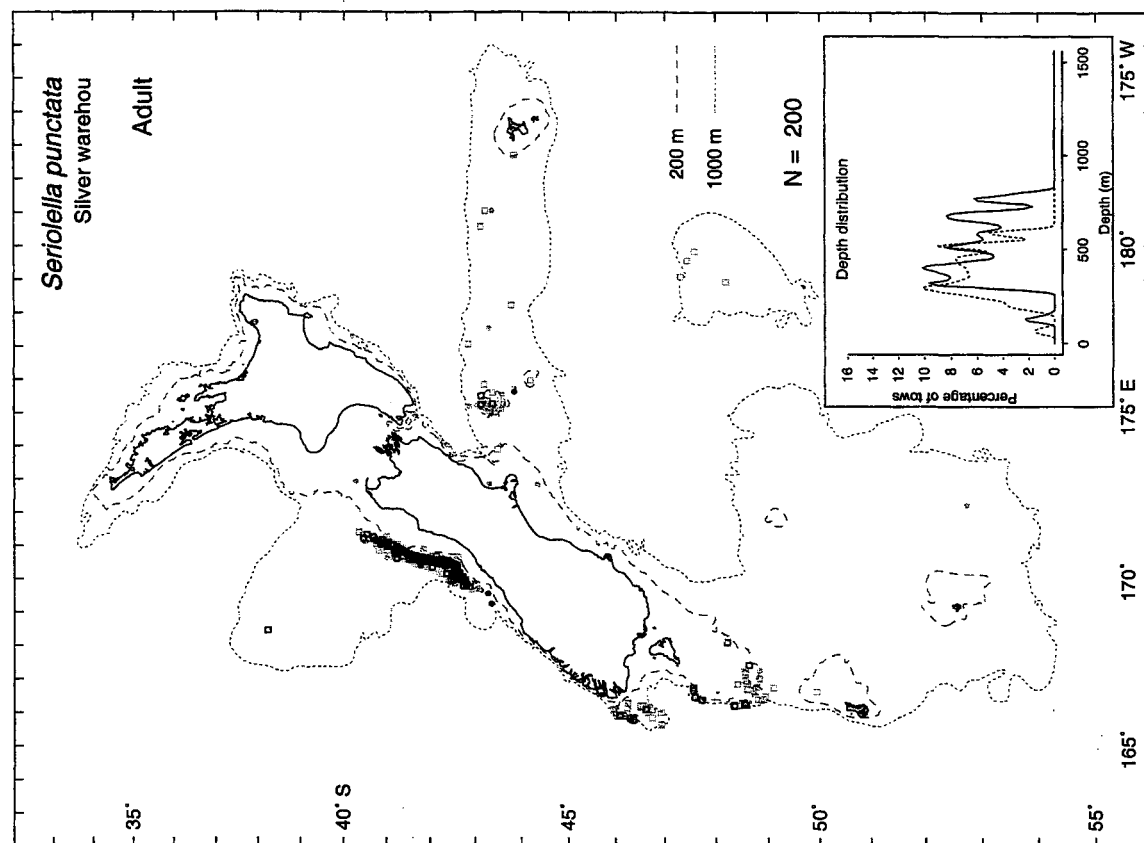 Seriolella punctata
Silver warehou
Adult
35°
40° S
45°
50°
55°
165°
170°
175° E
180°
175° W
200 m
1000 m
N = 200
Depth distribution
Percentage of tows
16
14
12
10
8
6
4
2
0
0
500
1000
1500
Depth (m)